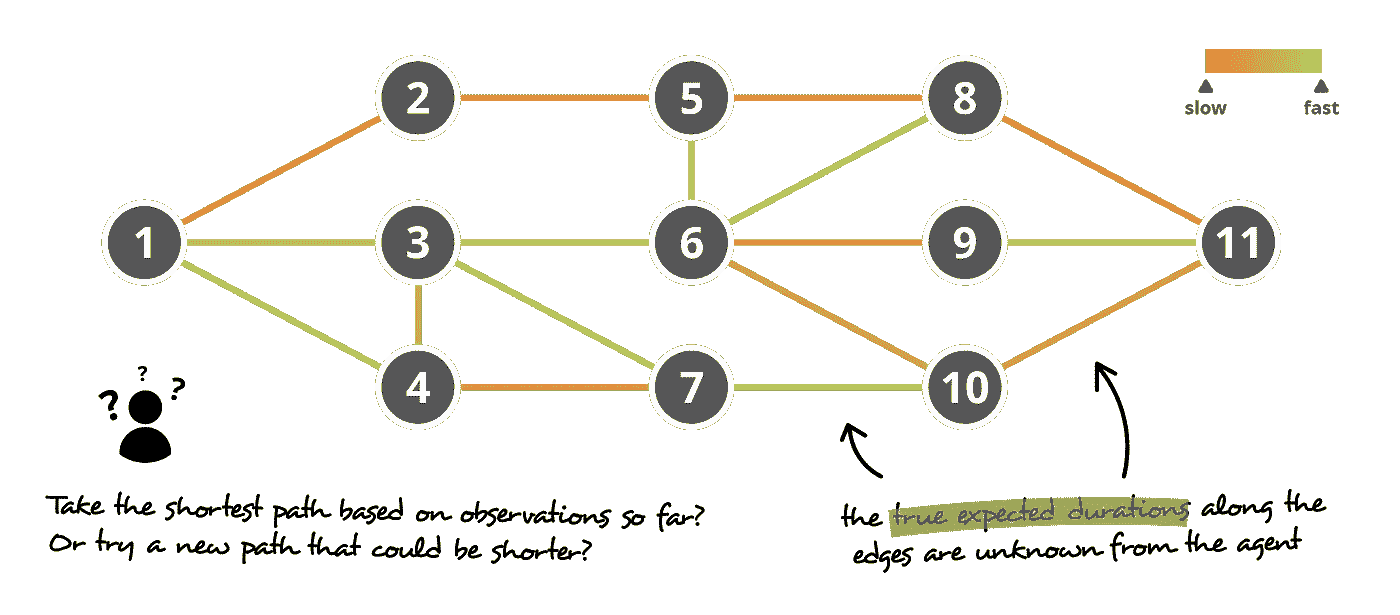 2
5
8
slow
fast
1
3
6
9
11
? ? ?
4
7
10
Take the shortest path based on observations so far?
Or try a new path that could be shorter?
the true expected durations along the
edges are unknown from the agent